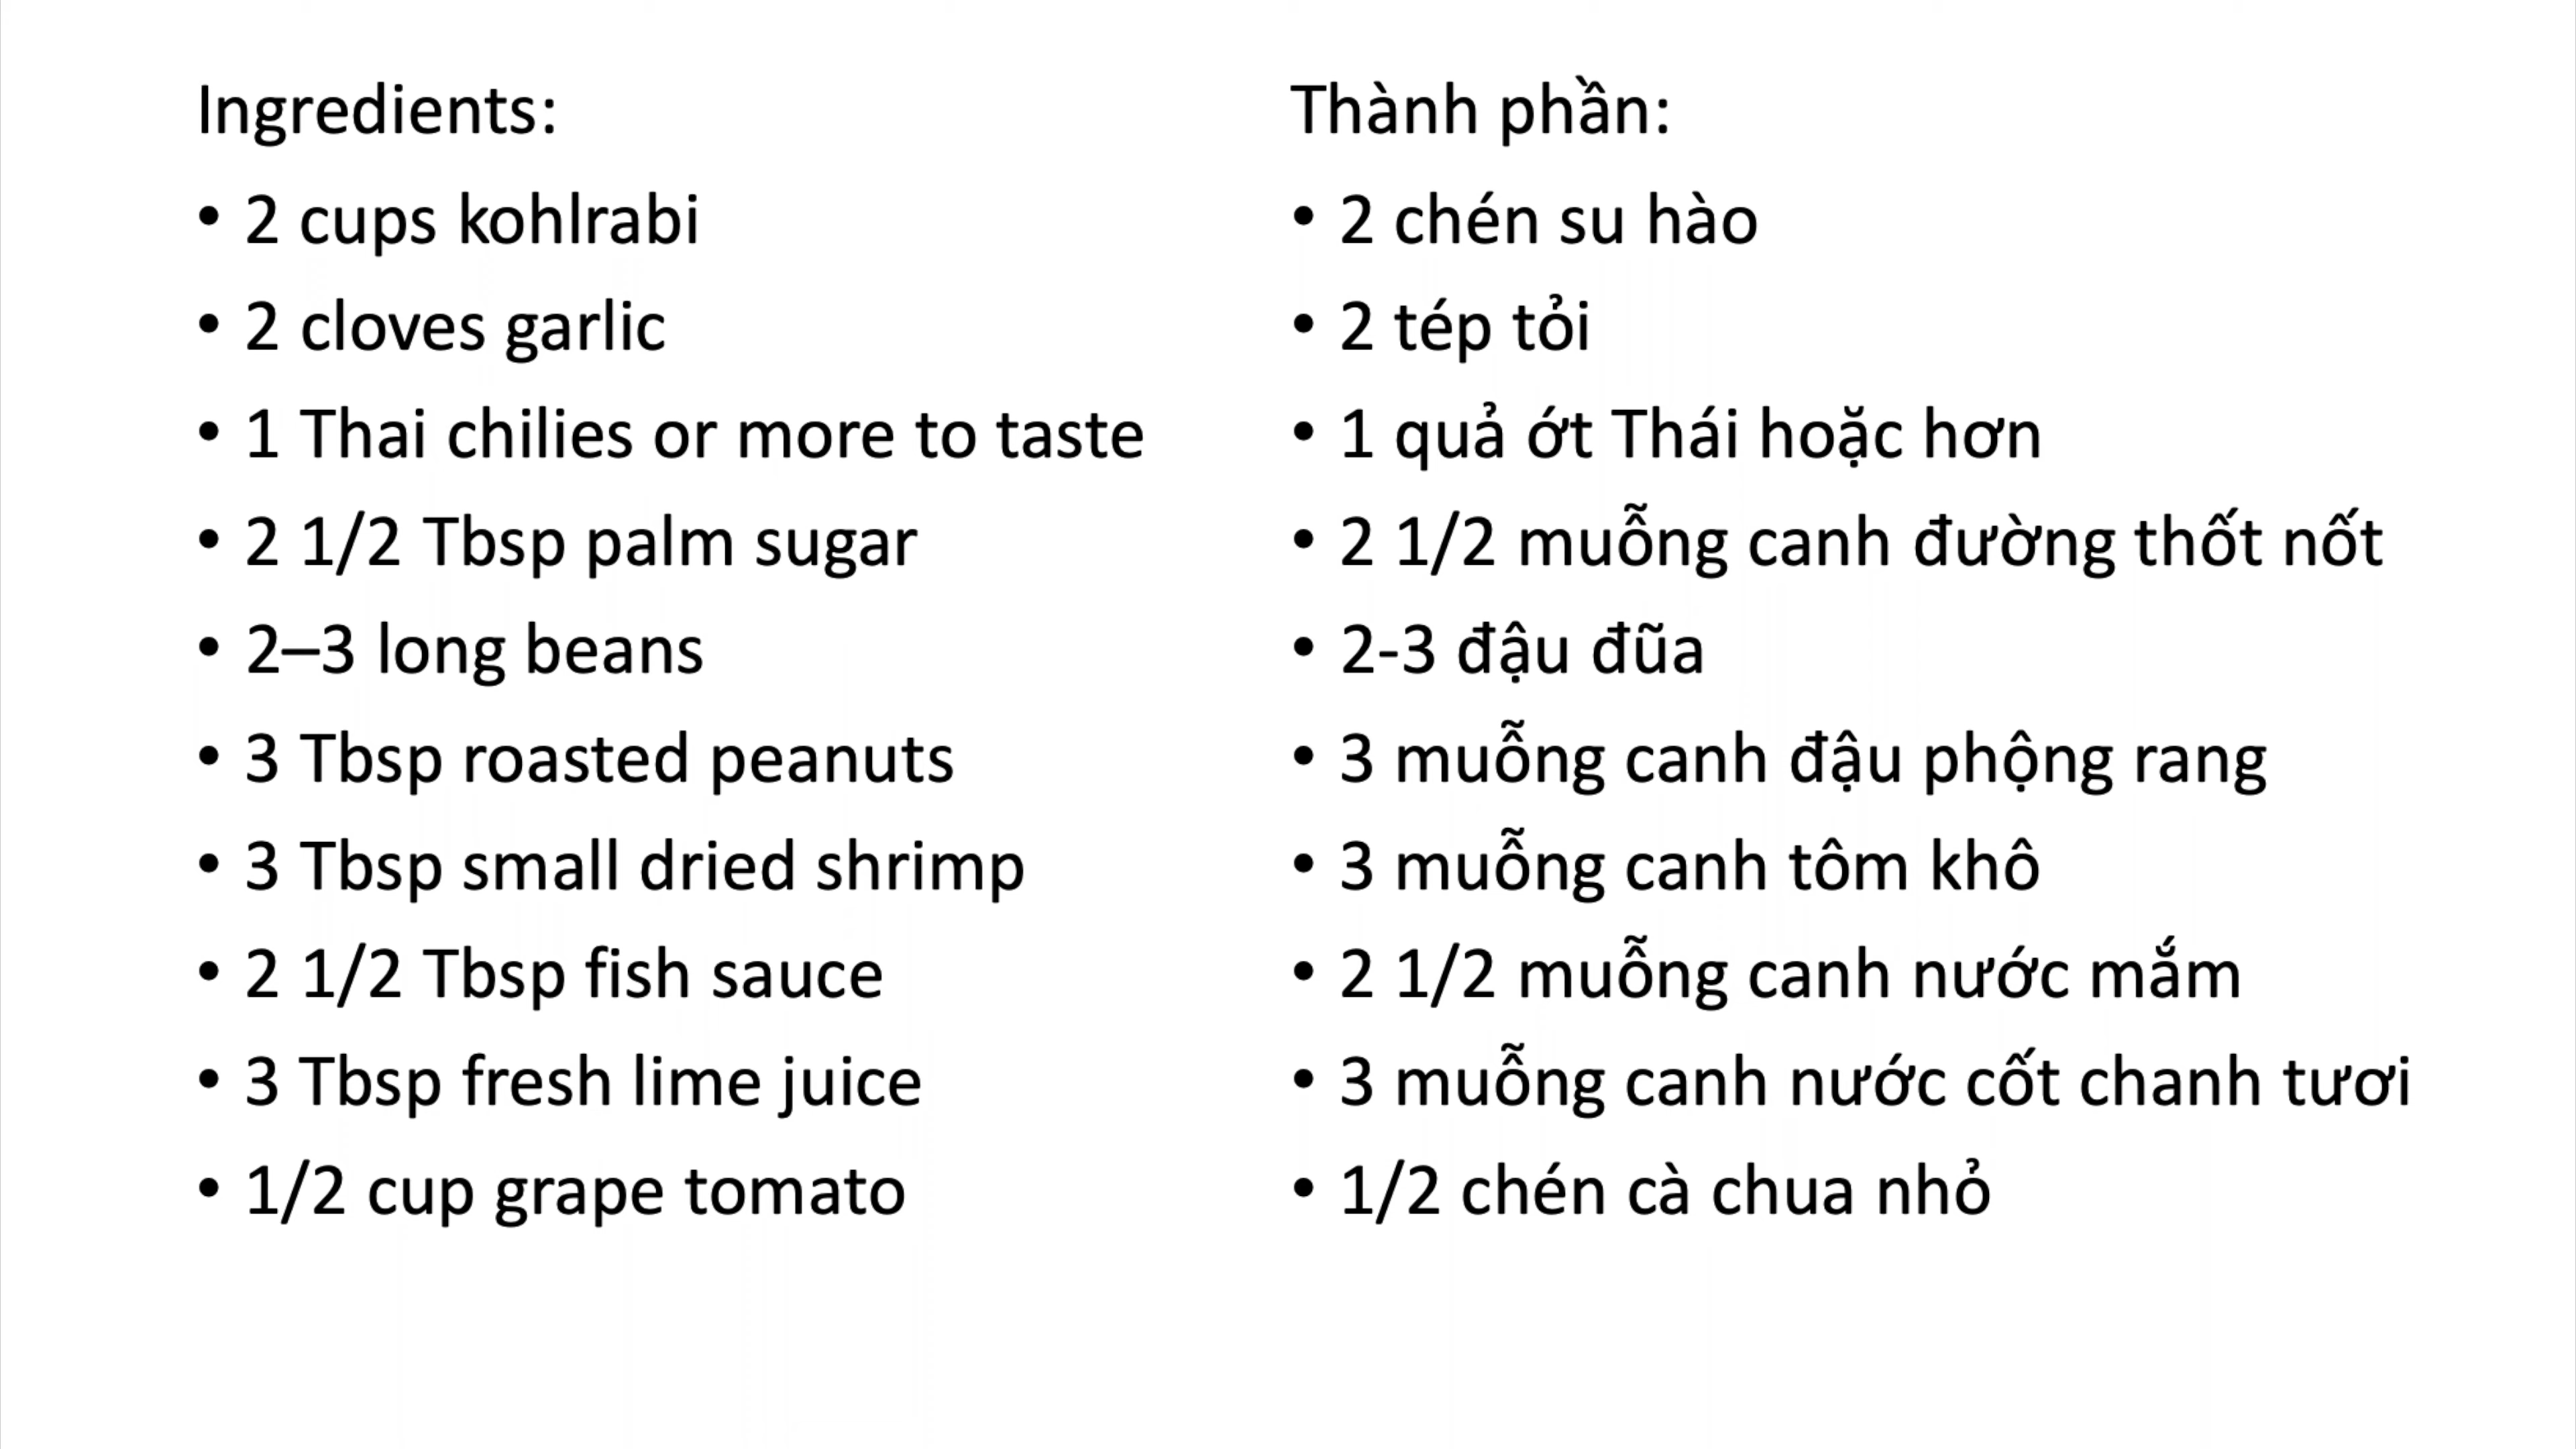 Ingredients:
• 2 cups kohlrabi
• 2 cloves garlic
• 1 Thai chilies or more to taste
• 2 1/2 Tbsp palm sugar
• 2–3 long beans
• 3 Tbsp roasted peanuts
• 3 Tbsp small dried shrimp
• 2 1/2 Tbsp fish sauce
• 3 Tbsp fresh lime juice
• 1/2 cup grape tomato
Thành phần:
• 2 chén su hào
• 2 tép tỏi
• 1 quả ớt Thái hoặc hơn
• 2 1/2 muỗng canh đường thốt nốt
• 2-3 đậu đũa
• 3 muỗng canh đậu phộng rang
• 3 muỗng canh tôm khô
• 2 1/2 muỗng canh nước mắm
• 3 muỗng canh nước cốt chanh tươi
• 1/2 chén cà chua nhỏ